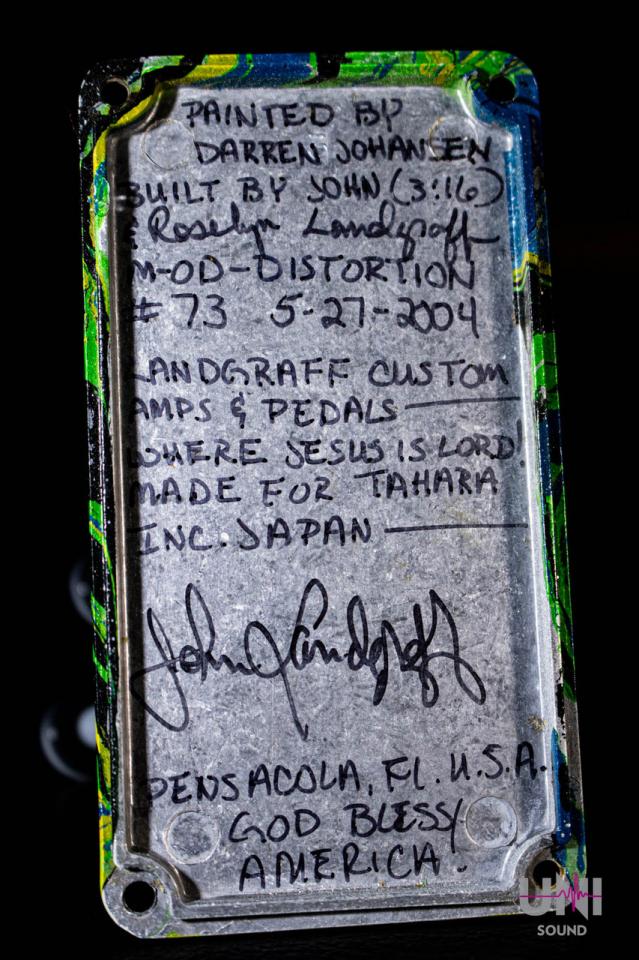 PAINTED BY
DARREN JOHANSEN
BUILT BY JOHN (3:16)
& Roselyn Landgraff
M-OD-DISTORTION
# 73 5-27-2004
LANDGRAFF CUSTOM
AMPS & PEDALS —
WHERE JESUS IS LORD!
MADE FOR TAHARA
INC. JAPAN —
John Landgraff
PENSACOLA, Fl. U.S.A.
GOD BLESS
AMERICA.
UNI
SOUND